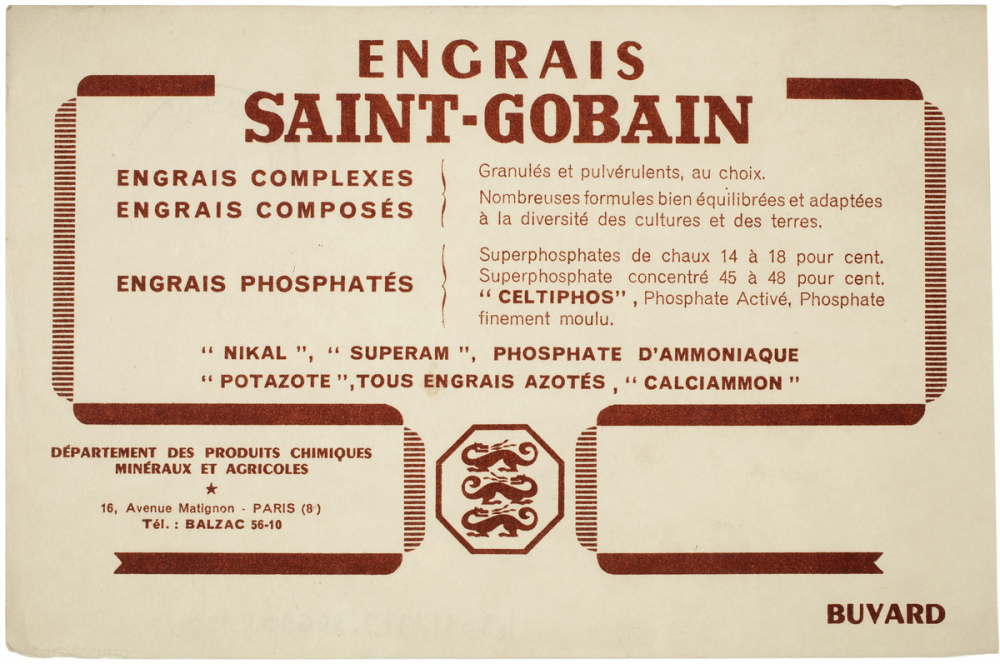 ENGRAIS
SAINT-GOBAIN
ENGRAIS COMPLEXES
ENGRAIS COMPOSÉS
Granulés et pulvérulents, au choix.
Nombreuses formules bien équilibrées et adaptées
à la diversité des cultures et des terres.
ENGRAIS PHOSPHATÉS
Superphosphates de chaux 14 à 18 pour cent.
Superphosphate concentré 45 à 48 pour cent.
“ CELTIPHOS ”, Phosphate Activé, Phosphate
finement moulu.
“ NIKAL ”, “ SUPERAM ”, PHOSPHATE D'AMMONIAQUE
“ POTAZOTE ”, TOUS ENGRAIS AZOTÉS, “ CALCIAMMON ”
DÉPARTEMENT DES PRODUITS CHIMIQUES
MINÉRAUX ET AGRICOLES
★
16, Avenue Matignon - PARIS (8ᵉ)
Tél. : BALZAC 56-10
BUVARD